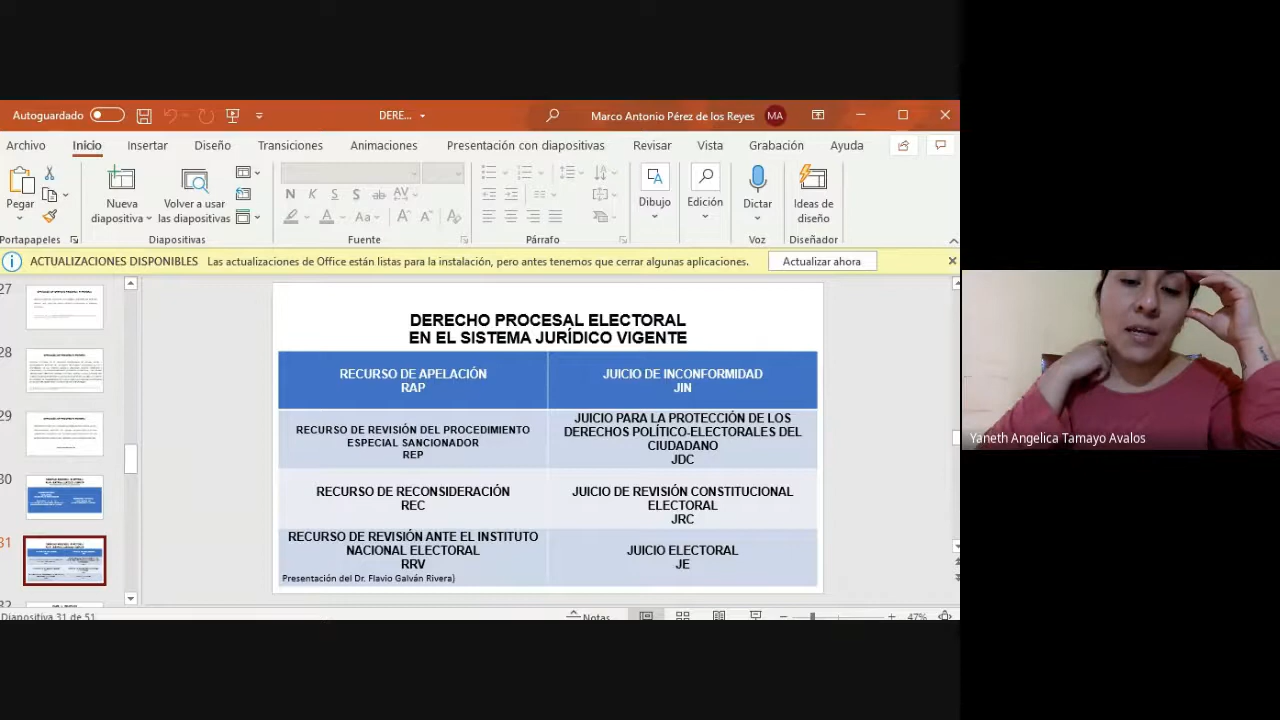 Autoguardado
DERE...
Marco Antonio Pérez de los Reyes
MA
Archivo
Inicio
Insertar
Diseño
Transiciones
Animaciones
Presentación con diapositivas
Revisar
Vista
Grabación
Ayuda
Pegar
Nueva
diapositiva
Volver a usar
las diapositivas
N
K
S
S
ab
AV
A
Aa
A
A
A
Dibujo
Edición
Dictar
Ideas de
diseño
Portapapeles
Diapositivas
Fuente
Párrafo
Voz
Diseñador
ACTUALIZACIONES DISPONIBLES Las actualizaciones de Office están listas para la instalación, pero antes tenemos que cerrar algunas aplicaciones.
Actualizar ahora
27
28
29
30
31
32
DERECHO PROCESAL ELECTORAL
EN EL SISTEMA JURÍDICO VIGENTE
RECURSO DE APELACIÓN
RAP
JUICIO DE INCONFORMIDAD
JIN
RECURSO DE REVISIÓN DEL PROCDIMIENTO
ESPECIAL SANCIONADOR
REP
JUICIO PARA LA PROTECCIÓN DE LOS
DERECHOS POLÍTICO-ELECTORALES DEL
CIUDADANO
JDC
RECURSO DE RECONSIDERACIÓN
REC
JUICIO DE REVISIÓN CONSTITUCIONAL
ELECTORAL
JRC
RECURSO DE REVISIÓN ANTE EL INSTITUTO
NACIONAL ELECTORAL
RRV
JUICIO ELECTORAL
JE
Presentación del Dr. Flavio Galván Rivera)
Yaneth Angelica Tamayo Avalos
Diapositiva 31 de 51
Notas
47%